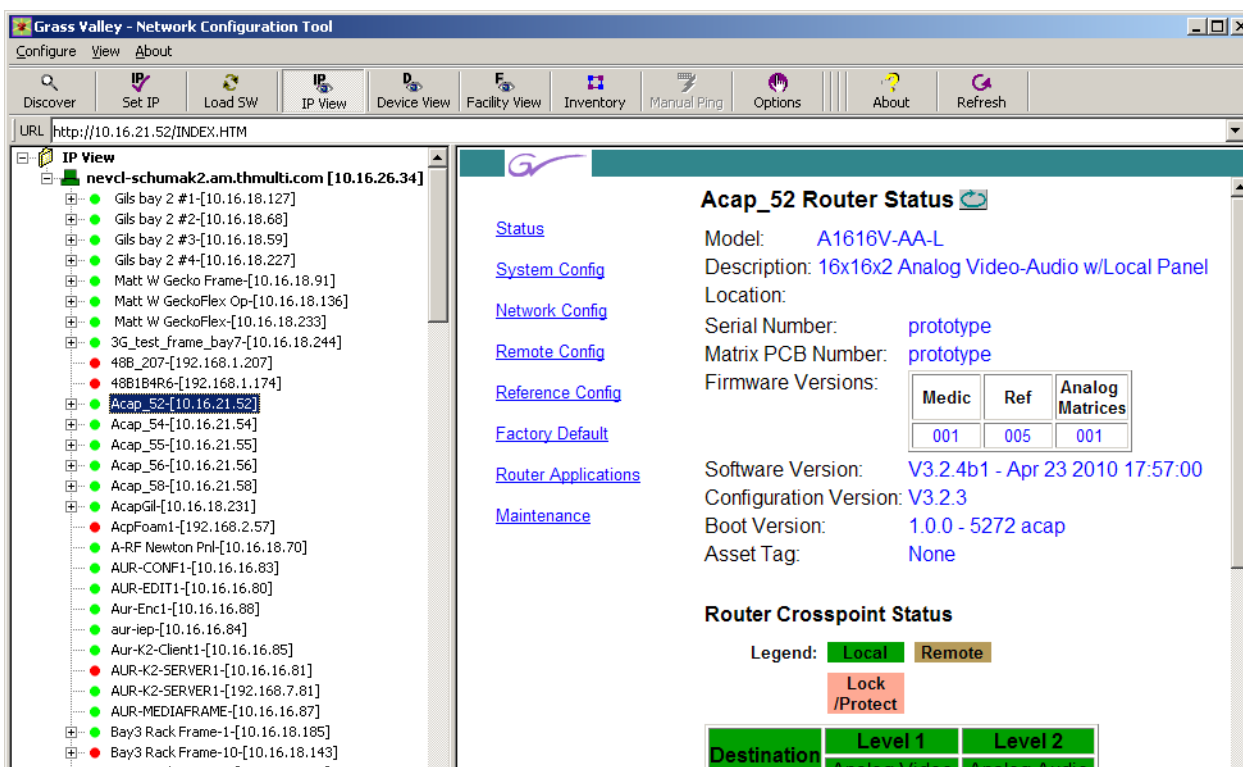 Grass Valley - Network Configuration Tool
Configure View About
Discover Set IP Load SW IP View Device View Facility View Inventory Manual Ping Options About Refresh
URL http://10.16.21.52/INDEX.HTM
IP View
nevcl-schumak2.am.thmulti.com [10.16.26.34]
Gils bay 2 #1-[10.16.18.127]
Gils bay 2 #2-[10.16.18.68]
Gils bay 2 #3-[10.16.18.59]
Gils bay 2 #4-[10.16.18.227]
Matt W Gecko Frame-[10.16.18.91]
Matt W GeckoFlex Op-[10.16.18.136]
Matt W GeckoFlex-[10.16.18.233]
3G_test_frame_bay7-[10.16.18.244]
48B_207-[192.168.1.207]
48B1B4R6-[192.168.1.174]
Acap_52-[10.16.21.52]
Acap_54-[10.16.21.54]
Acap_55-[10.16.21.55]
Acap_56-[10.16.21.56]
Acap_58-[10.16.21.58]
AcapGil-[10.16.18.231]
AcpFoam1-[192.168.2.57]
A-RF Newton Pnl-[10.16.18.70]
AUR-CONF1-[10.16.16.83]
AUR-EDIT1-[10.16.16.80]
Aur-Enc1-[10.16.16.88]
aur-iep-[10.16.16.84]
Aur-K2-Client1-[10.16.16.85]
AUR-K2-SERVER1-[10.16.16.81]
AUR-K2-SERVER1-[192.168.7.81]
AUR-MEDIAFRAME-[10.16.16.87]
Bay3 Rack Frame-1-[10.16.18.185]
Bay3 Rack Frame-10-[10.16.18.143]
Status
System Config
Network Config
Remote Config
Reference Config
Factory Default
Router Applications
Maintenance
Acap_52 Router Status
Model: A1616V-AA-L
Description: 16x16x2 Analog Video-Audio w/Local Panel
Location:
Serial Number: prototype
Matrix PCB Number: prototype
Firmware Versions:
Medic Ref Analog Matrices
001 005 001
Software Version: V3.2.4b1 - Apr 23 2010 17:57:00
Configuration Version: V3.2.3
Boot Version: 1.0.0 - 5272 acap
Asset Tag: None
Router Crosspoint Status
Legend: Local Remote
Lock
/Protect
Destination Level 1 Level 2
Analog Video Analog Audio